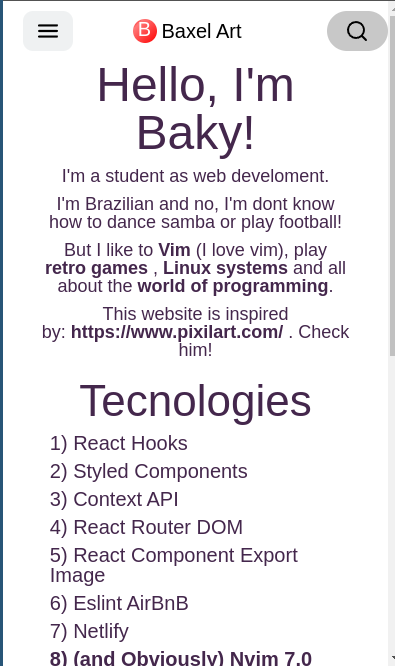 B Baxel Art
Hello, I'm
Baky!
I'm a student as web develoment.
I'm Brazilian and no, I'm dont know
how to dance samba or play football!
But I like to Vim (I love vim), play
retro games , Linux systems and all
about the world of programming.
This website is inspired
by: https://www.pixilart.com/ . Check
him!
Tecnologies
1) React Hooks
2) Styled Components
3) Context API
4) React Router DOM
5) React Component Export
Image
6) Eslint AirBnB
7) Netlify
8) (and Obviously) Nvim 7.0